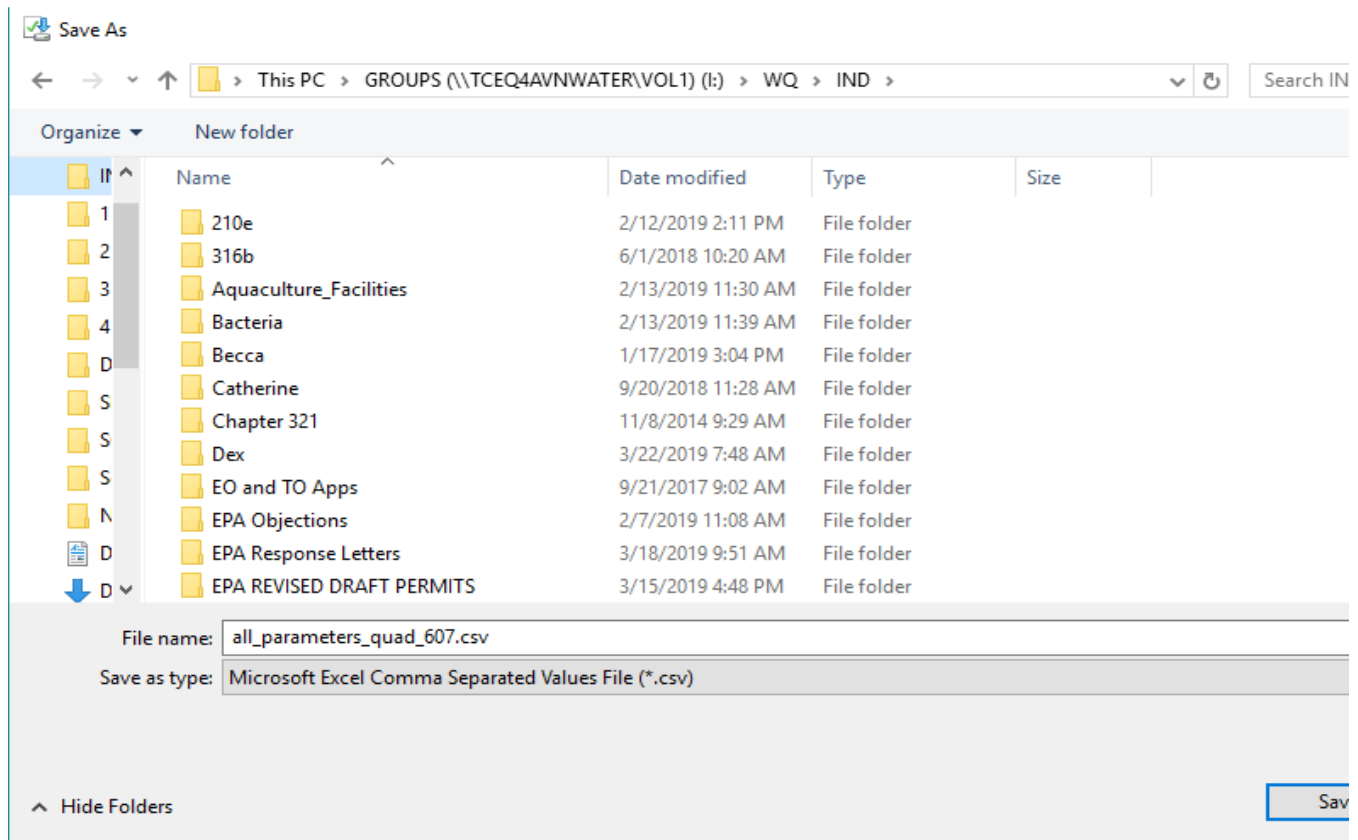 Save As
This PC > GROUPS (\\TCEQ4AVNWATER\VOL1) (I:) > WQ > IND > Search IN
Organize New folder
Name Date modified Type Size
210e 2/12/2019 2:11 PM File folder
316b 6/1/2018 10:20 AM File folder
Aquaculture_Facilities 2/13/2019 11:30 AM File folder
Bacteria 2/13/2019 11:39 AM File folder
Becca 1/17/2019 3:04 PM File folder
Catherine 9/20/2018 11:28 AM File folder
Chapter 321 11/8/2014 9:29 AM File folder
Dex 3/22/2019 7:48 AM File folder
EO and TO Apps 9/21/2017 9:02 AM File folder
EPA Objections 2/7/2019 11:08 AM File folder
EPA Response Letters 3/18/2019 9:51 AM File folder
EPA REVISED DRAFT PERMITS 3/15/2019 4:48 PM File folder
1
2
3
4
D
S
S
S
N
D
D
File name: all_parameters_quad_607.csv
Save as type: Microsoft Excel Comma Separated Values File (*.csv)
Hide Folders Sav